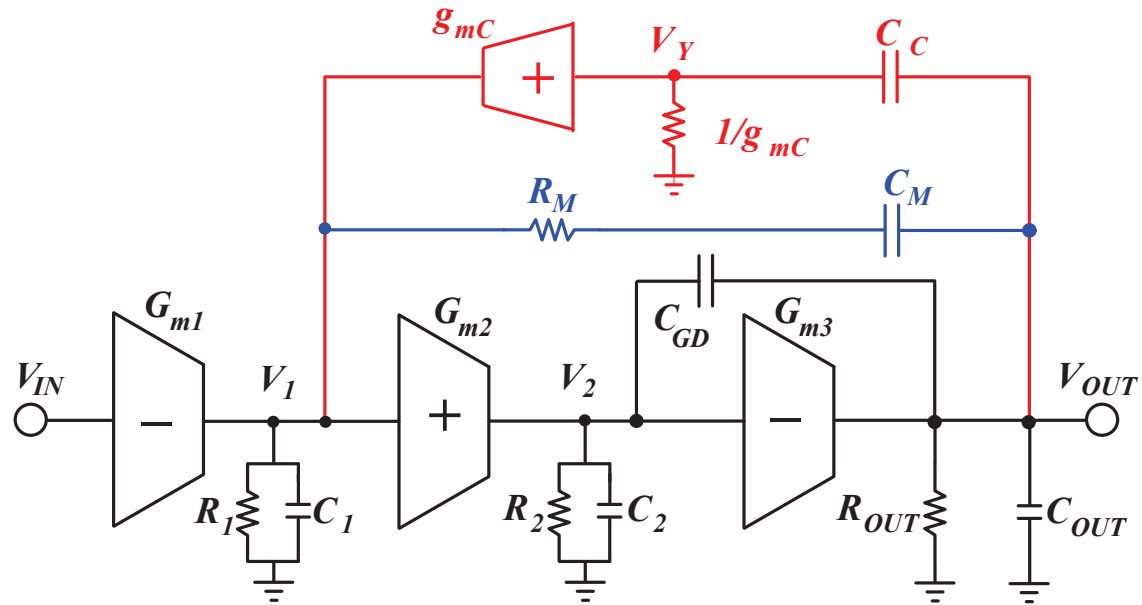 g_mC
V_Y
C_C
+
1/g_mC
R_M
C_M
G_m1
G_m2
C_GD
G_m3
V_IN
V_1
V_2
V_OUT
−
+
−
R_1
C_1
R_2
C_2
R_OUT
C_OUT